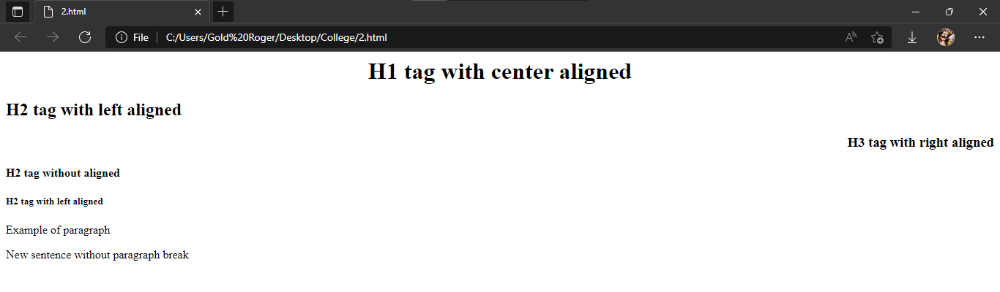 2.html
File
C:/Users/Gold%20Roger/Desktop/College/2.html
H1 tag with center aligned
H2 tag with left aligned
H3 tag with right aligned
H2 tag without aligned
H2 tag with left aligned
Example of paragraph
New sentence without paragraph break